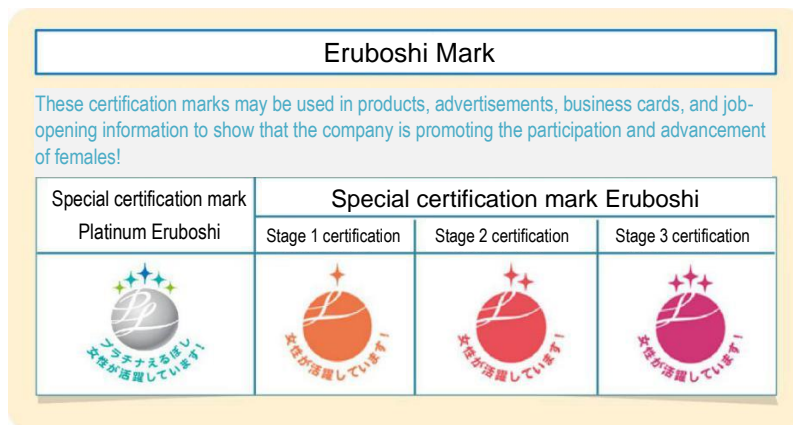 Eruboshi Mark
These certification marks may be used in products, advertisements, business cards, and job-
opening information to show that the company is promoting the participation and advancement
of females!
Special certification mark
Platinum Eruboshi
Special certification mark Eruboshi
Stage 1 certification
Stage 2 certification
Stage 3 certification
プラチナえるぼし
女性が活躍しています!
女性が活躍しています!
女性が活躍しています!
女性が活躍しています!